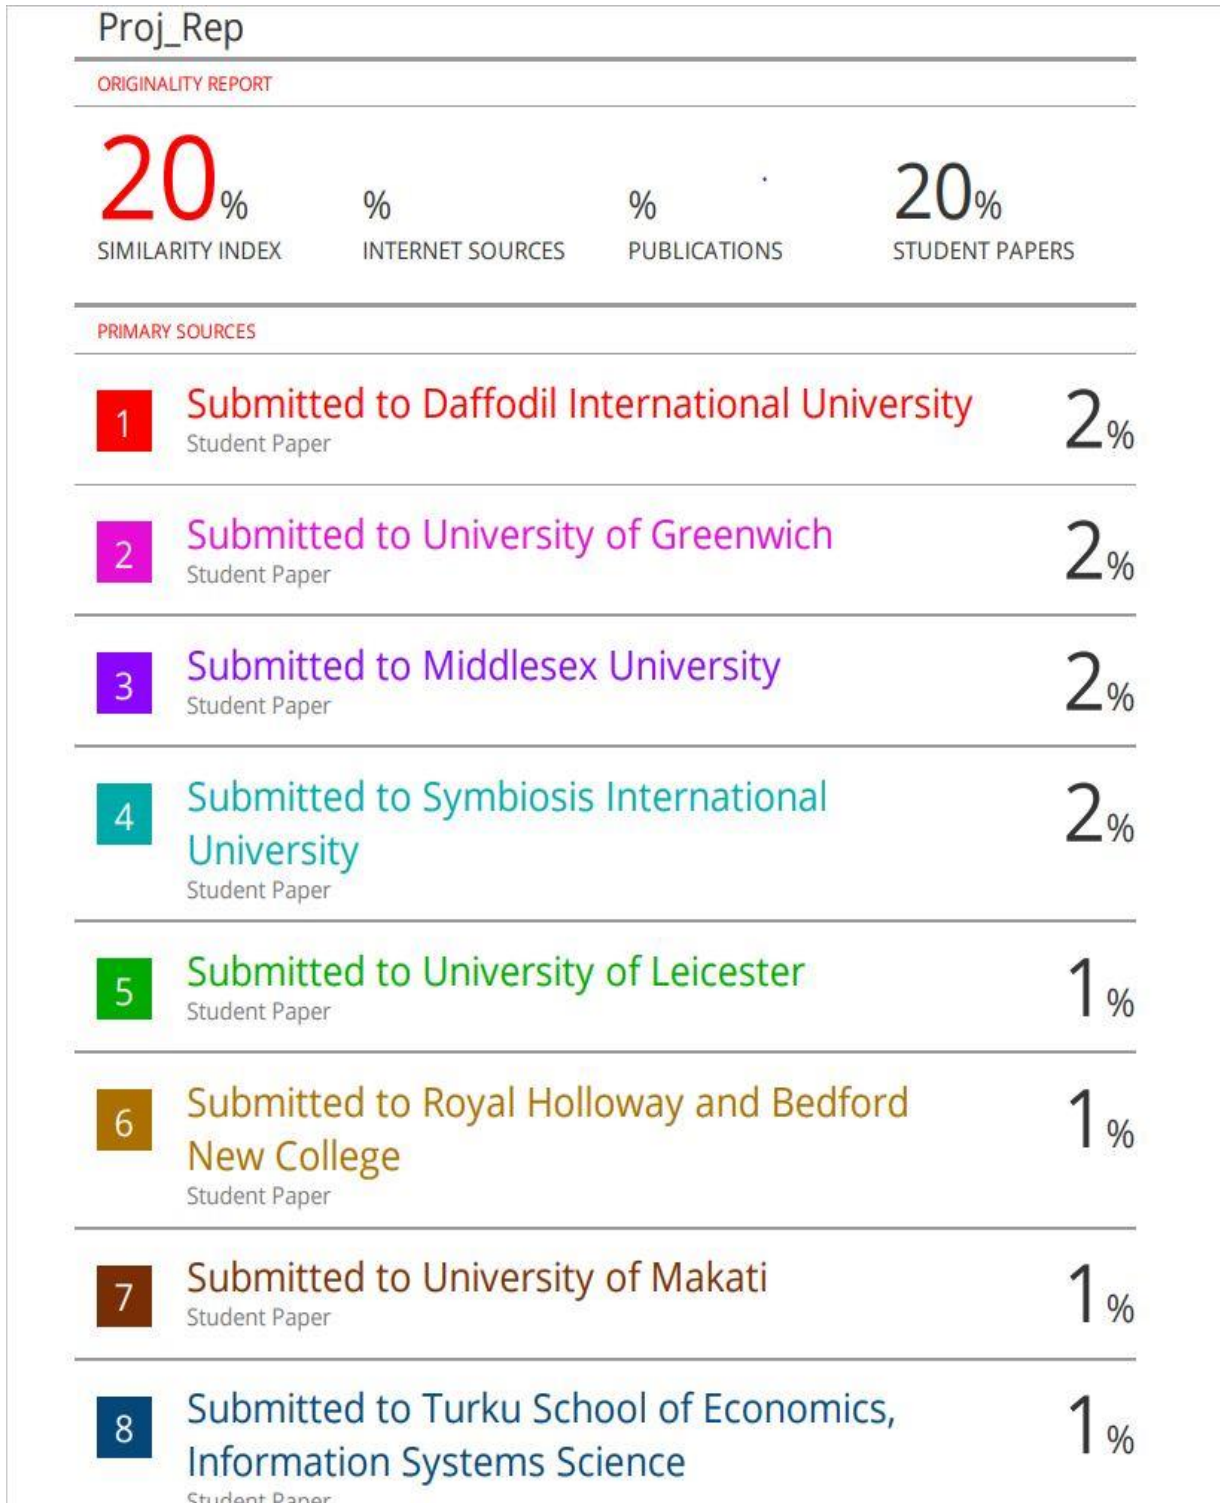 Proj_Rep
ORIGINALITY REPORT
20%
%
%
20%
SIMILARITY INDEX
INTERNET SOURCES
PUBLICATIONS
STUDENT PAPERS
PRIMARY SOURCES
1
Submitted to Daffodil International University
Student Paper
2%
2
Submitted to University of Greenwich
Student Paper
2%
3
Submitted to Middlesex University
Student Paper
2%
4
Submitted to Symbiosis International
University
Student Paper
2%
5
Submitted to University of Leicester
Student Paper
1%
6
Submitted to Royal Holloway and Bedford
New College
Student Paper
1%
7
Submitted to University of Makati
Student Paper
1%
8
Submitted to Turku School of Economics,
Information Systems Science
Student Paper
1%